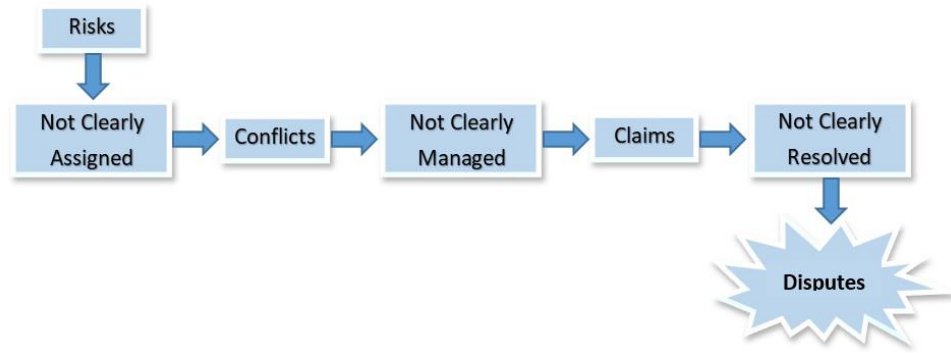 Risks
Not Clearly
Assigned
Conflicts
Not Clearly
Managed
Claims
Not Clearly
Resolved
Disputes